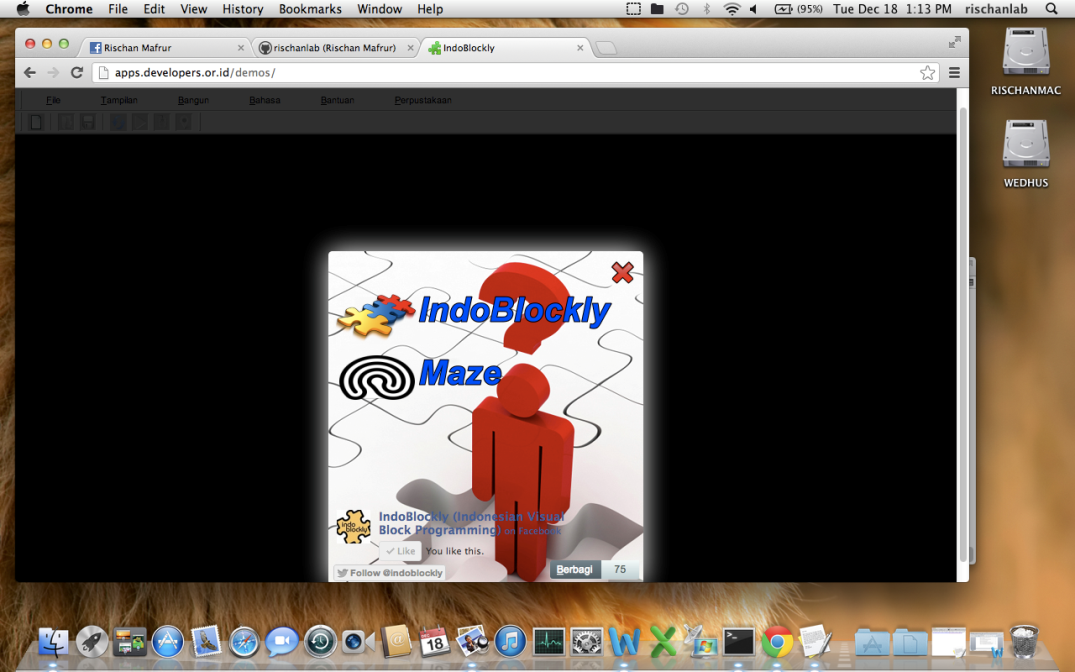 Chrome File Edit View History Bookmarks Window Help (95%) Tue Dec 18 1:13 PM rischanlab
Rischan Mafrur
rischanlab (Rischan Mafrur)
IndoBlockly
apps.developers.or.id/demos/
RISCHANMAC
File Tampilan Bangun Bahasa Bantuan Perpustakaan
WEDHUS
IndoBlockly
Maze
indo
blockly
IndoBlockly (Indonesian Visual
Block Programming) on Facebook
Like You like this.
Follow @indoblockly
Berbagi 75
18